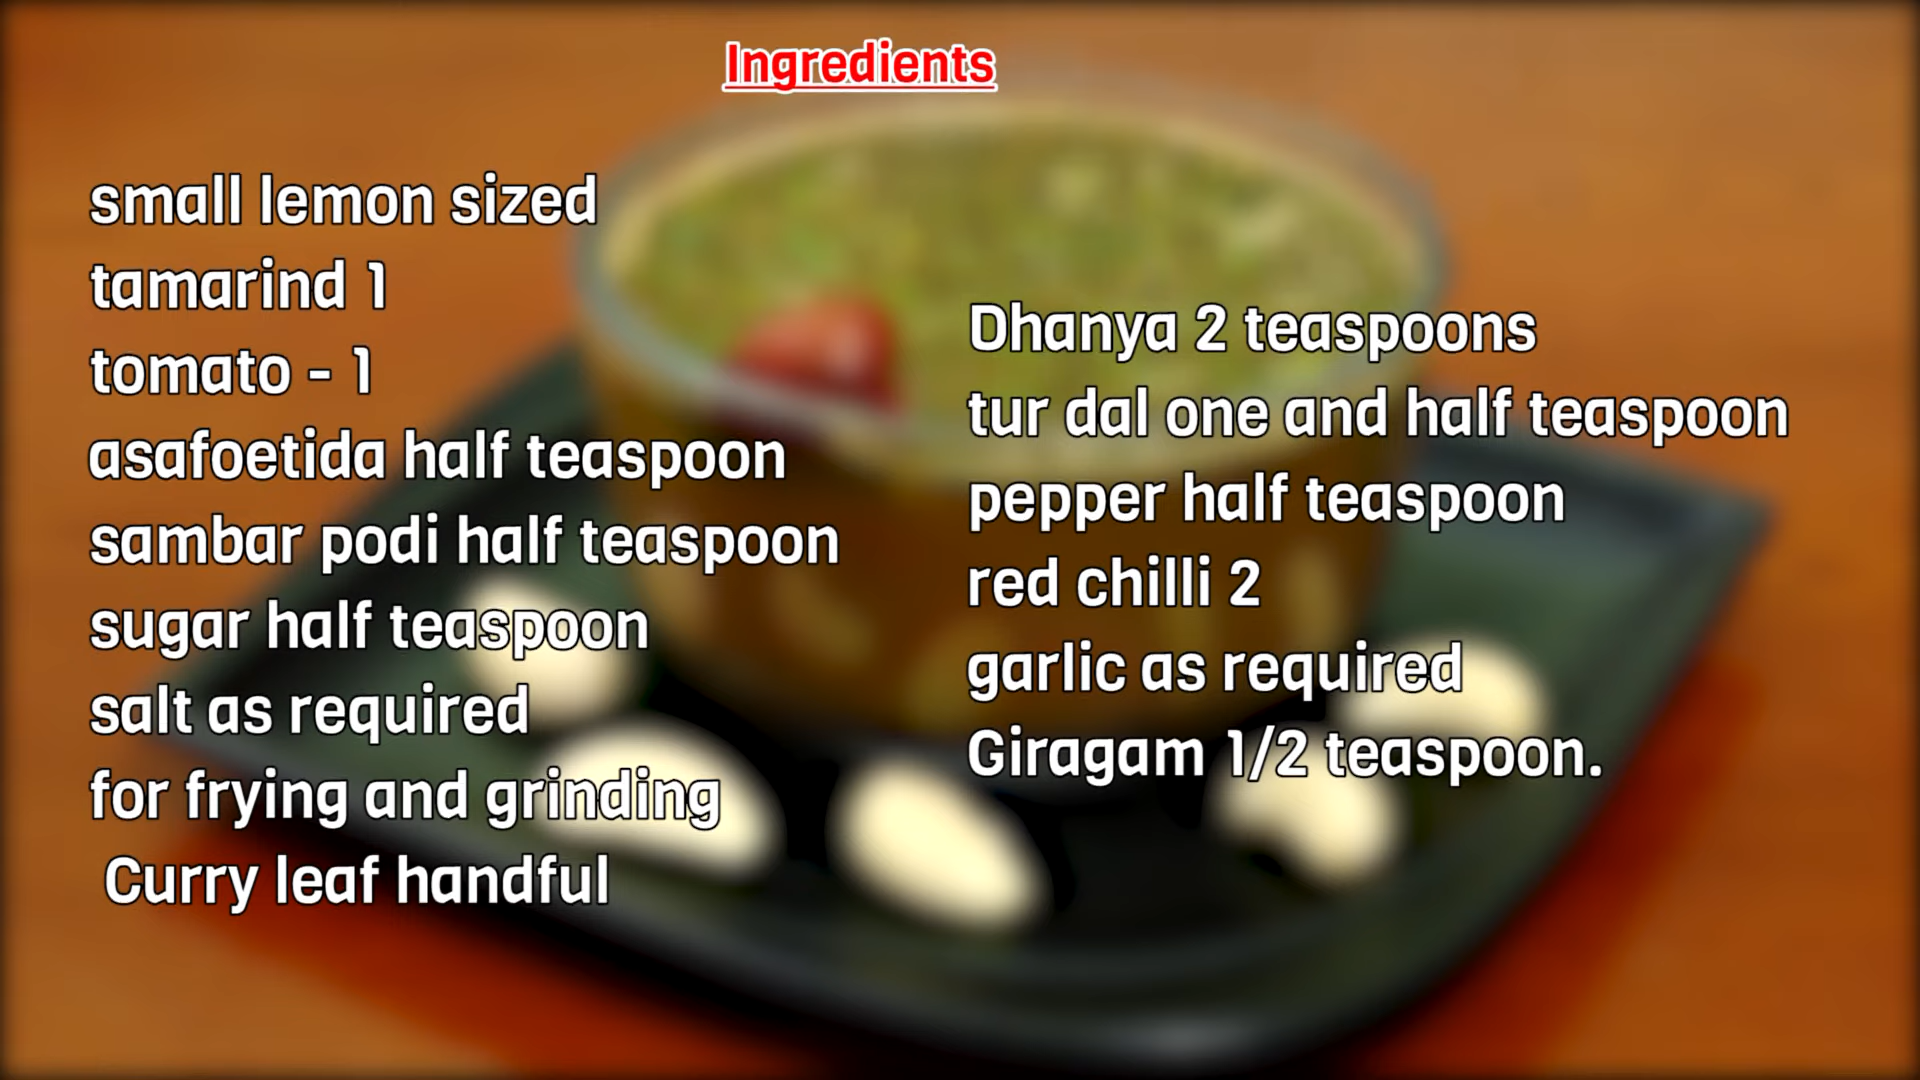 Ingredients
small lemon sized
tamarind 1
tomato - 1
asafoetida half teaspoon
sambar podi half teaspoon
sugar half teaspoon
salt as required
for frying and grinding
Curry leaf handful
Dhanya 2 teaspoons
tur dal one and half teaspoon
pepper half teaspoon
red chilli 2
garlic as required
Giragam 1/2 teaspoon.